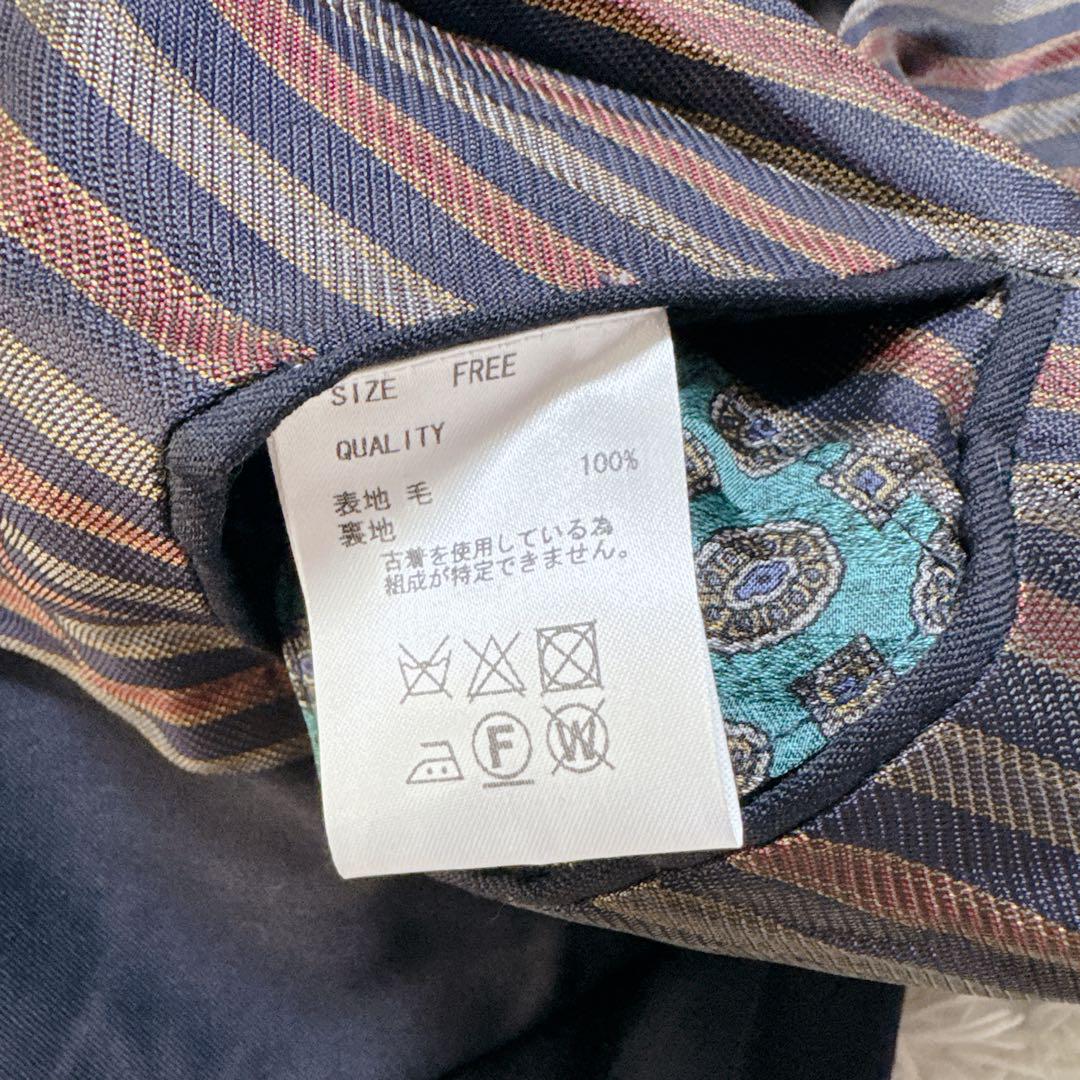 SIZE FREE
QUALITY
100%
表地 毛
裏地
古着を使用している為
組成が特定できません。
F
W